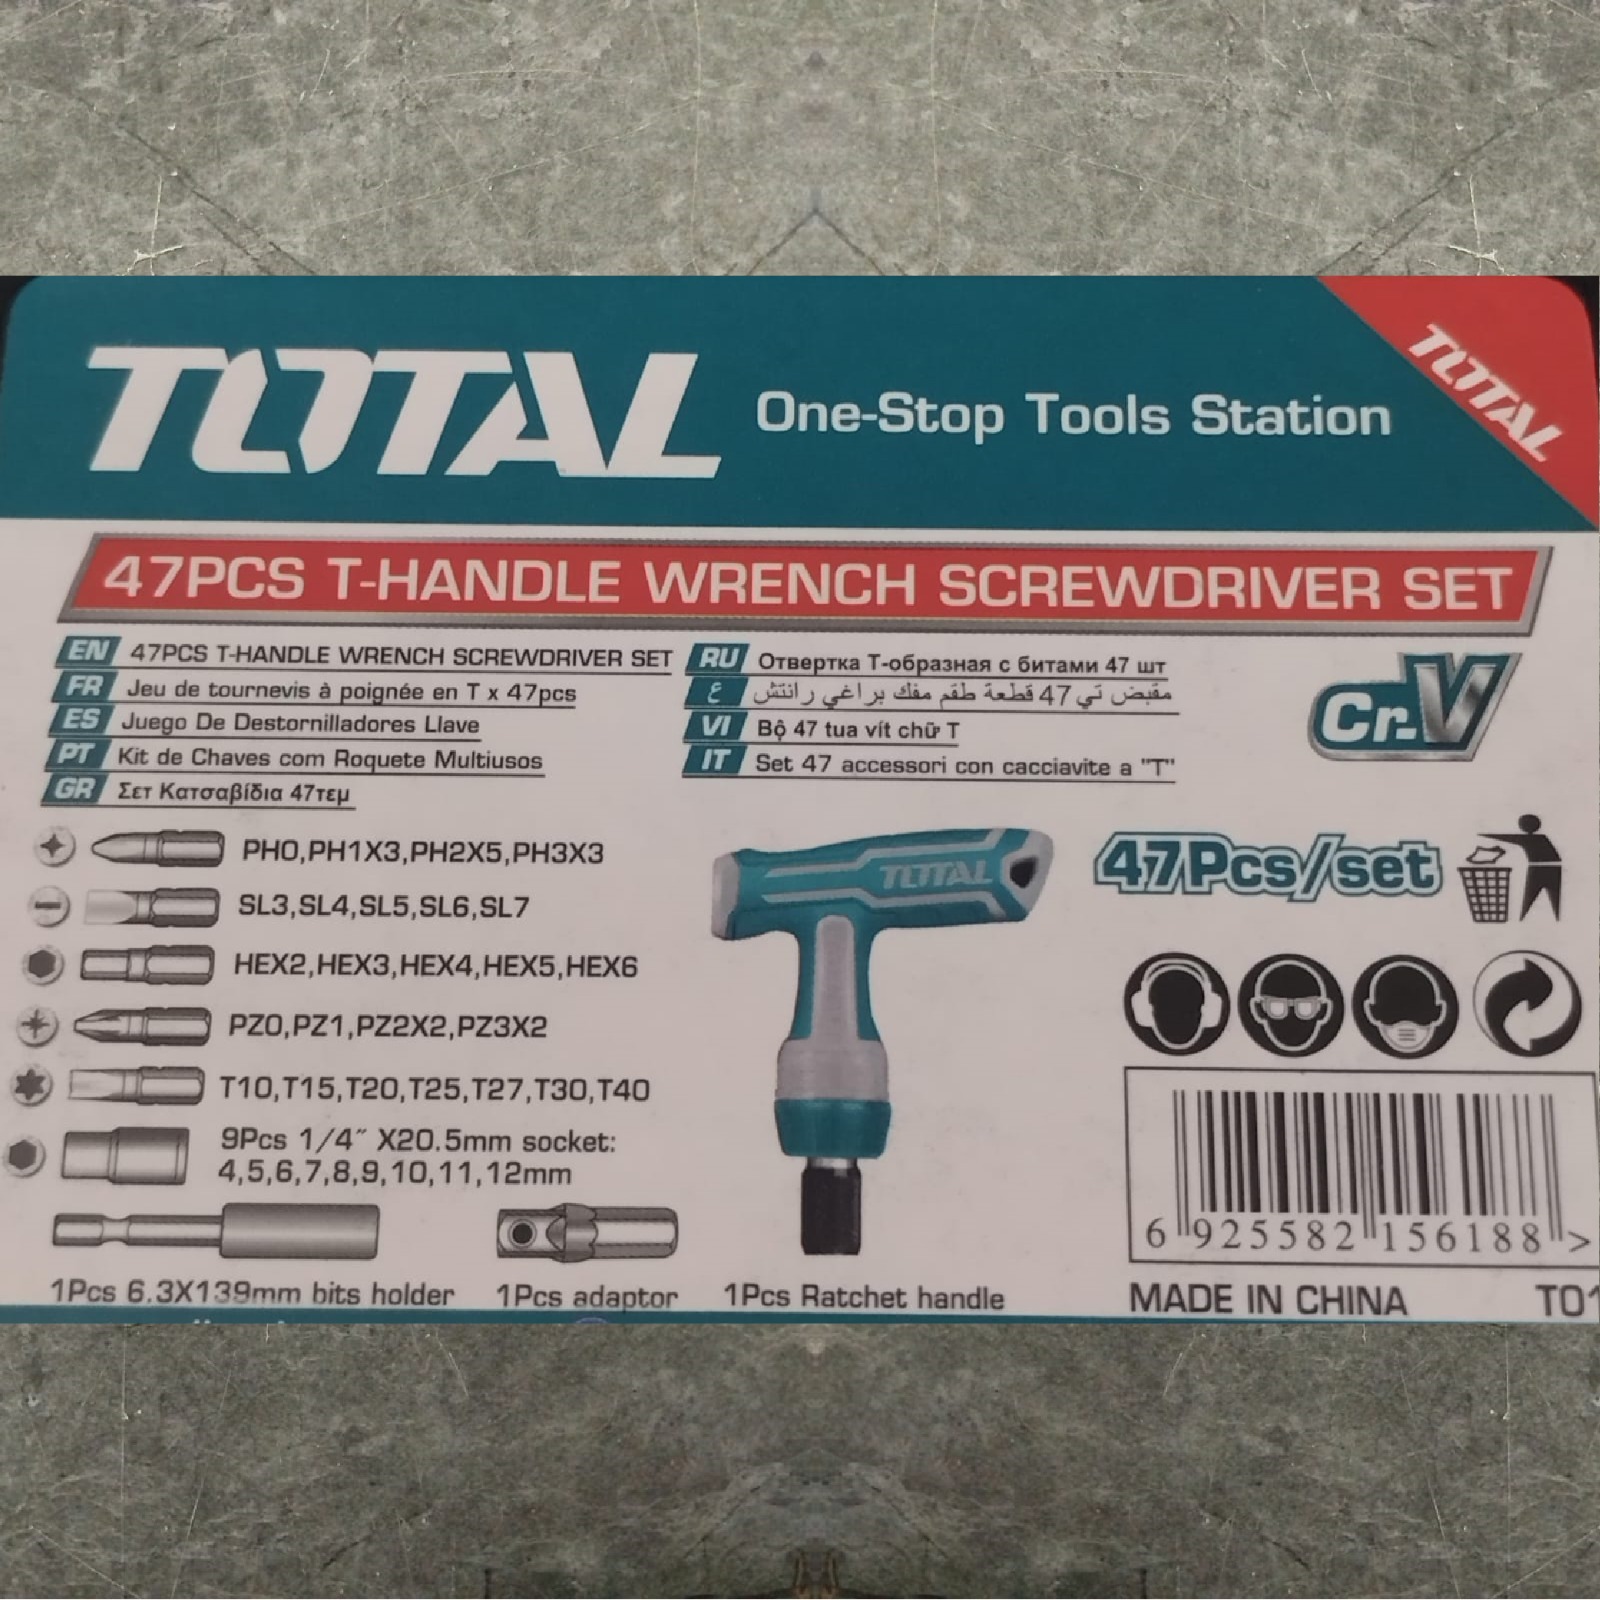 TOTAL One-Stop Tools Station
TOTAL
47PCS T-HANDLE WRENCH SCREWDRIVER SET
EN 47PCS T-HANDLE WRENCH SCREWDRIVER SET
FR Jeu de tournevis à poignée en T x 47pcs
ES Juego De Destornilladores Llave
PT Kit de Chaves com Roquete Multiusos
GR Σετ Κατσαβίδια 47τεμ
RU Отвертка Т-образная с битами 47 шт
ع مقبض تي 47 قطعة طقم مفك براغي رانتش
VI Bộ 47 tua vít chữ T
IT Set 47 accessori con cacciavite a "T"
Cr-V
PH0,PH1X3,PH2X5,PH3X3
SL3,SL4,SL5,SL6,SL7
HEX2,HEX3,HEX4,HEX5,HEX6
PZ0,PZ1,PZ2X2,PZ3X2
T10,T15,T20,T25,T27,T30,T40
9Pcs 1/4″ X20.5mm socket:
4,5,6,7,8,9,10,11,12mm
1Pcs 6.3X139mm bits holder
1Pcs adaptor
TOTAL
1Pcs Ratchet handle
47Pcs/set
6 925582 156188 >
MADE IN CHINA